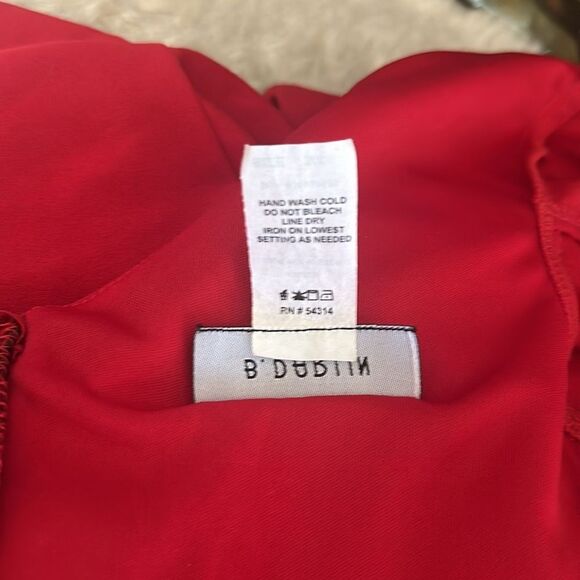 HAND WASH COLD
DO NOT BLEACH
LINE DRY
IRON ON LOWEST
SETTING AS NEEDED
RN # 54314
B. DARLIN